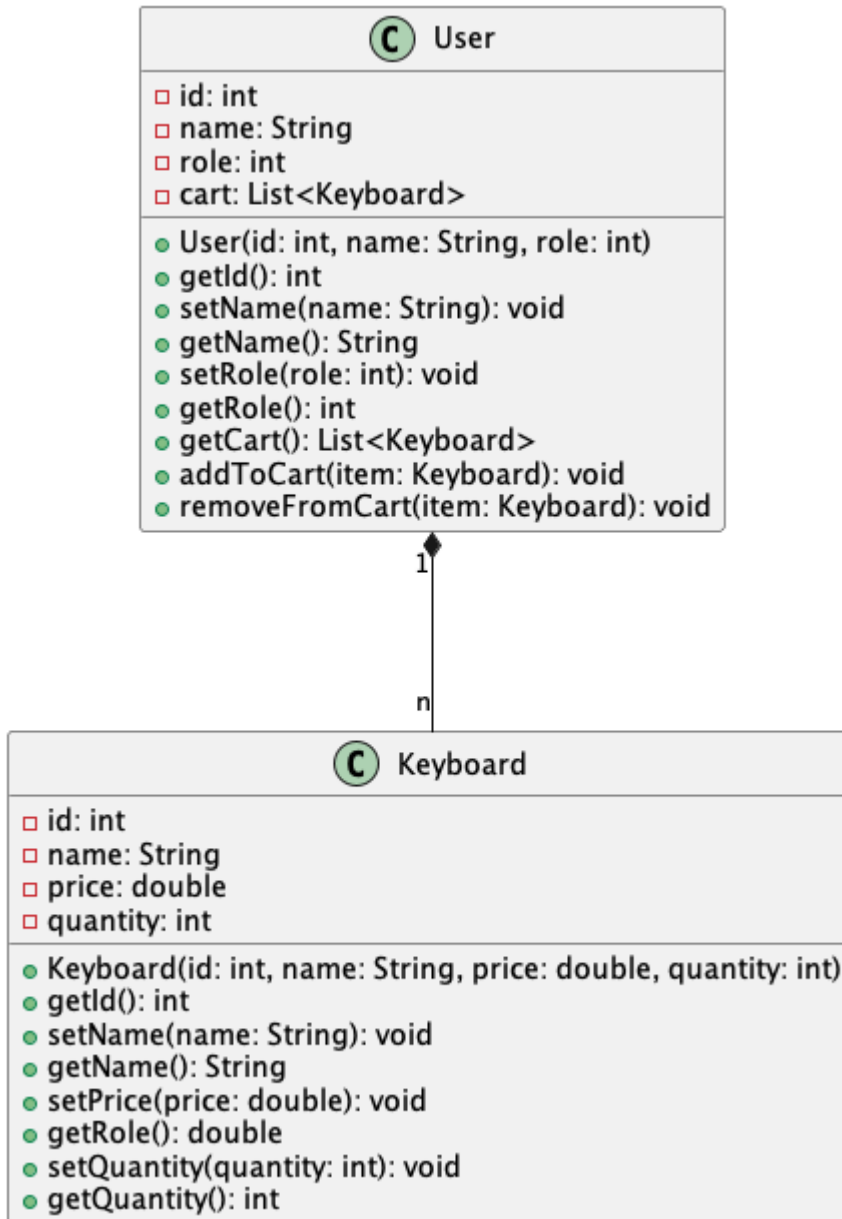 C User
id: int
name: String
role: int
cart: List<Keyboard>
User(id: int, name: String, role: int)
getId(): int
setName(name: String): void
getName(): String
setRole(role: int): void
getRole(): int
getCart(): List<Keyboard>
addToCart(item: Keyboard): void
removeFromCart(item: Keyboard): void
1
n
C Keyboard
id: int
name: String
price: double
quantity: int
Keyboard(id: int, name: String, price: double, quantity: int)
getId(): int
setName(name: String): void
getName(): String
setPrice(price: double): void
getRole(): double
setQuantity(quantity: int): void
getQuantity(): int